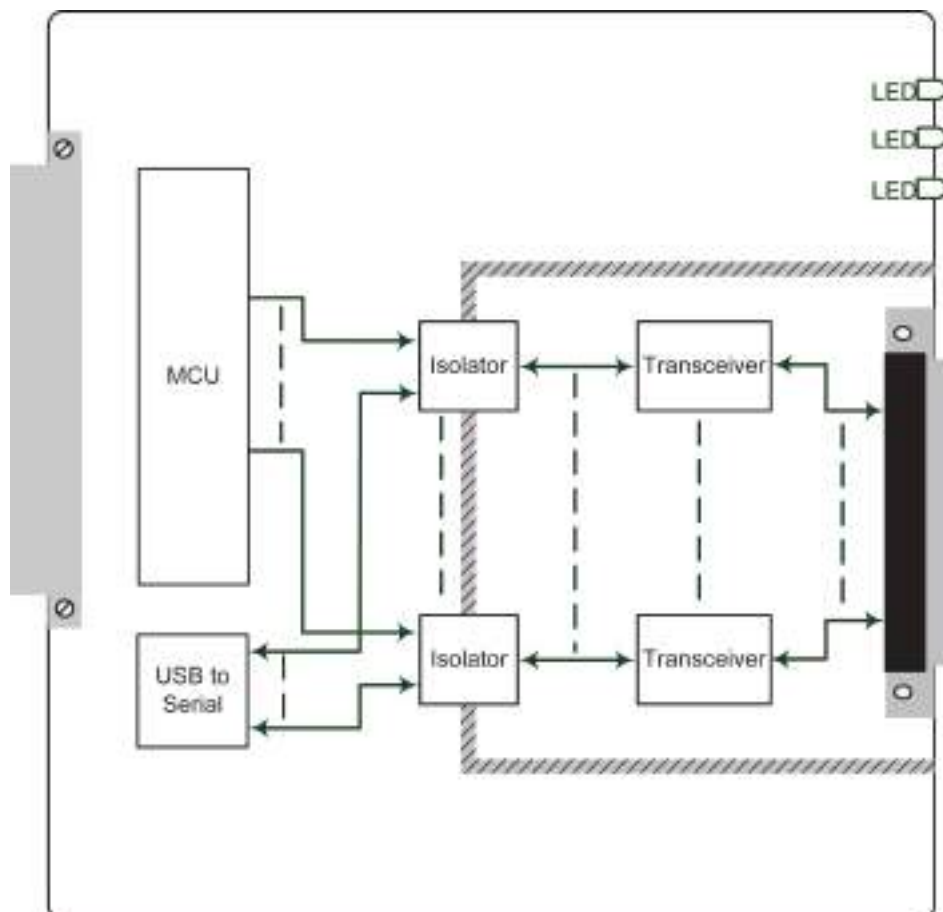 LED
LED
LED
MCU
Isolator
Transceiver
Isolator
Transceiver
USB to
Serial